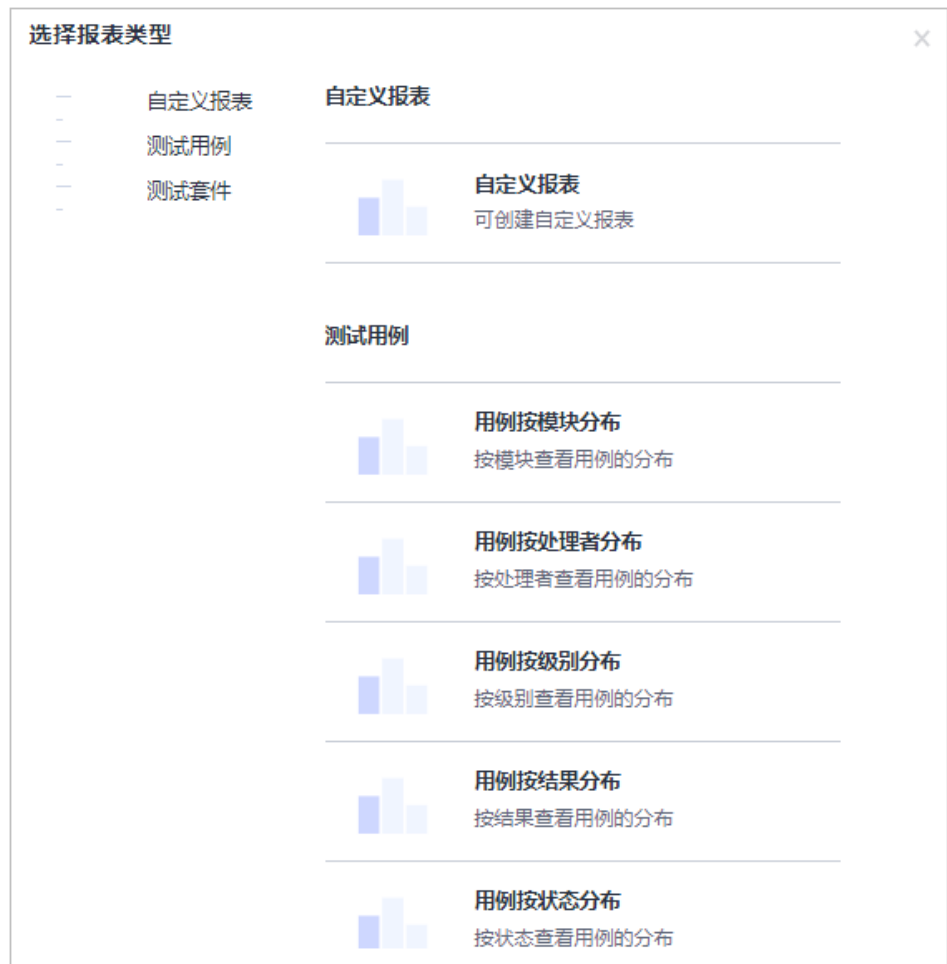 选择报表类型
自定义报表
测试用例
测试套件
自定义报表
自定义报表
可创建自定义报表
测试用例
用例按模块分布
按模块查看用例的分布
用例按处理者分布
按处理者查看用例的分布
用例按级别分布
按级别查看用例的分布
用例按结果分布
按结果查看用例的分布
用例按状态分布
按状态查看用例的分布